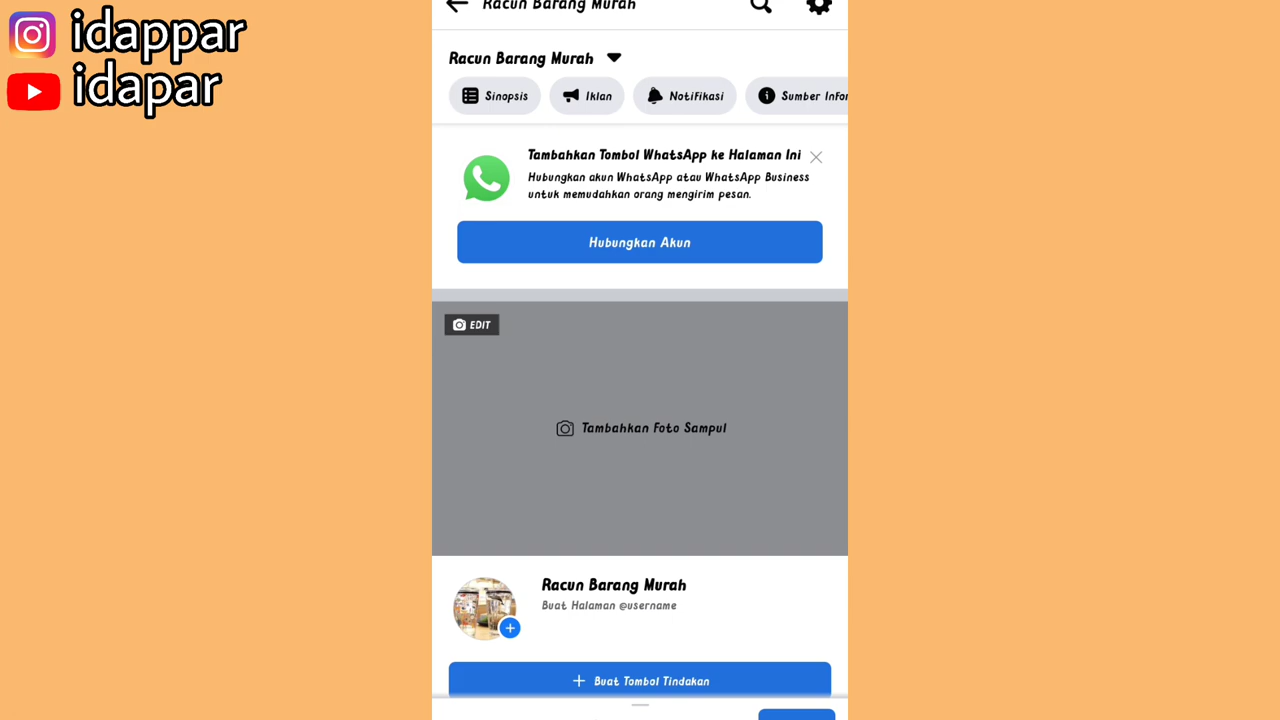 idappar
idapar
Racun Barang Murah
Racun Barang Murah
Sinopsis
Iklan
Notifikasi
Sumber Infor
Tambahkan Tombol WhatsApp ke Halaman Ini
Hubungkan akun WhatsApp atau WhatsApp Business
untuk memudahkan orang mengirim pesan.
Hubungkan Akun
EDIT
Tambahkan Foto Sampul
Racun Barang Murah
Buat Halaman @username
Buat Tombol Tindakan